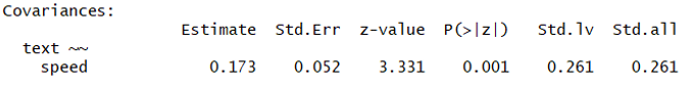 Covariances:
Estimate Std.Err z-value P(>|z|) Std.lv Std.all
text ~~
speed 0.173 0.052 3.331 0.001 0.261 0.261